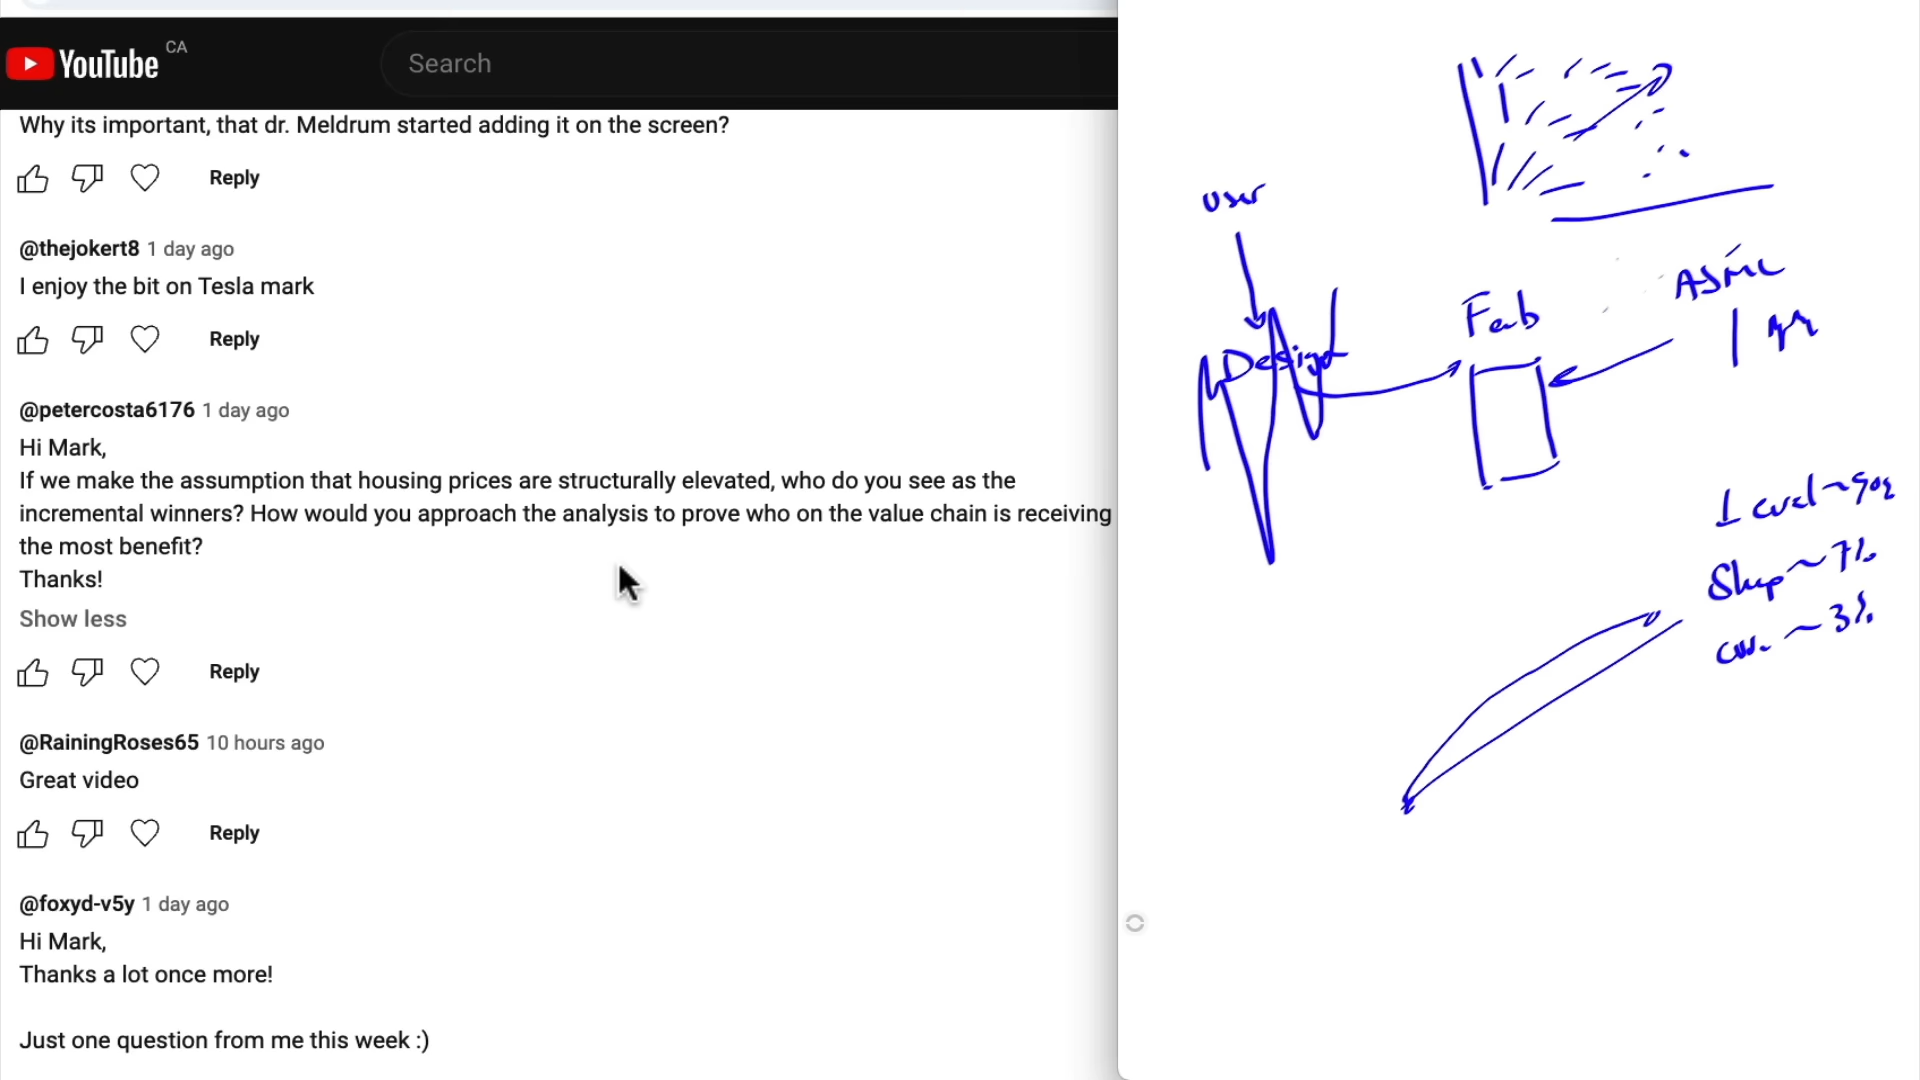 YouTube CA
Search
Why its important, that dr. Meldrum started adding it on the screen?
Reply
@thejokert8 1 day ago
I enjoy the bit on Tesla mark
Reply
@petercosta6176 1 day ago
Hi Mark,
If we make the assumption that housing prices are structurally elevated, who do you see as the
incremental winners? How would you approach the analysis to prove who on the value chain is receiving
the most benefit?
Thanks!
Show less
Reply
@RainingRoses65 10 hours ago
Great video
Reply
@foxyd-v5y 1 day ago
Hi Mark,
Thanks a lot once more!
Just one question from me this week :)
User
Design
Fab
ASML
Level ~ 90%
~ 7%
~ 3%